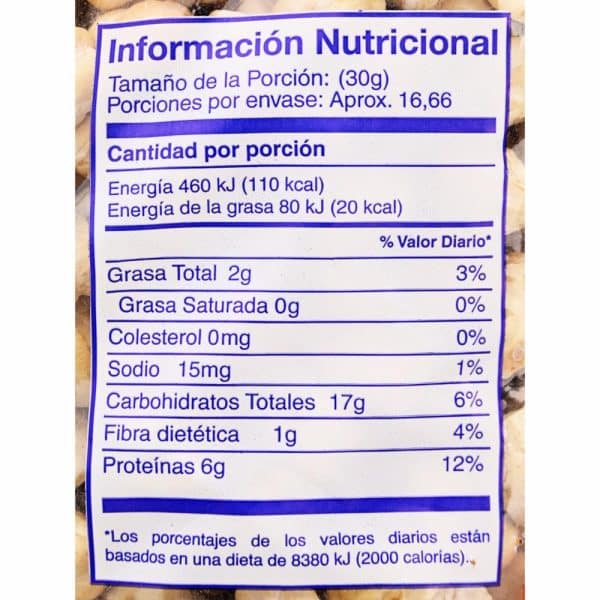 Información Nutricional
Tamaño de la Porción: (30g)
Porciones por envase: Aprox. 16,66
Cantidad por porción
Energía 460 kJ (110 kcal)
Energía de la grasa 80 kJ (20 kcal)
% Valor Diario*
Grasa Total 2g 3%
Grasa Saturada 0g 0%
Colesterol 0mg 0%
Sodio 15mg 1%
Carbohidratos Totales 17g 6%
Fibra dietética 1g 4%
Proteínas 6g 12%
*Los porcentajes de los valores diarios están
basados en una dieta de 8380 kJ (2000 calorías)..